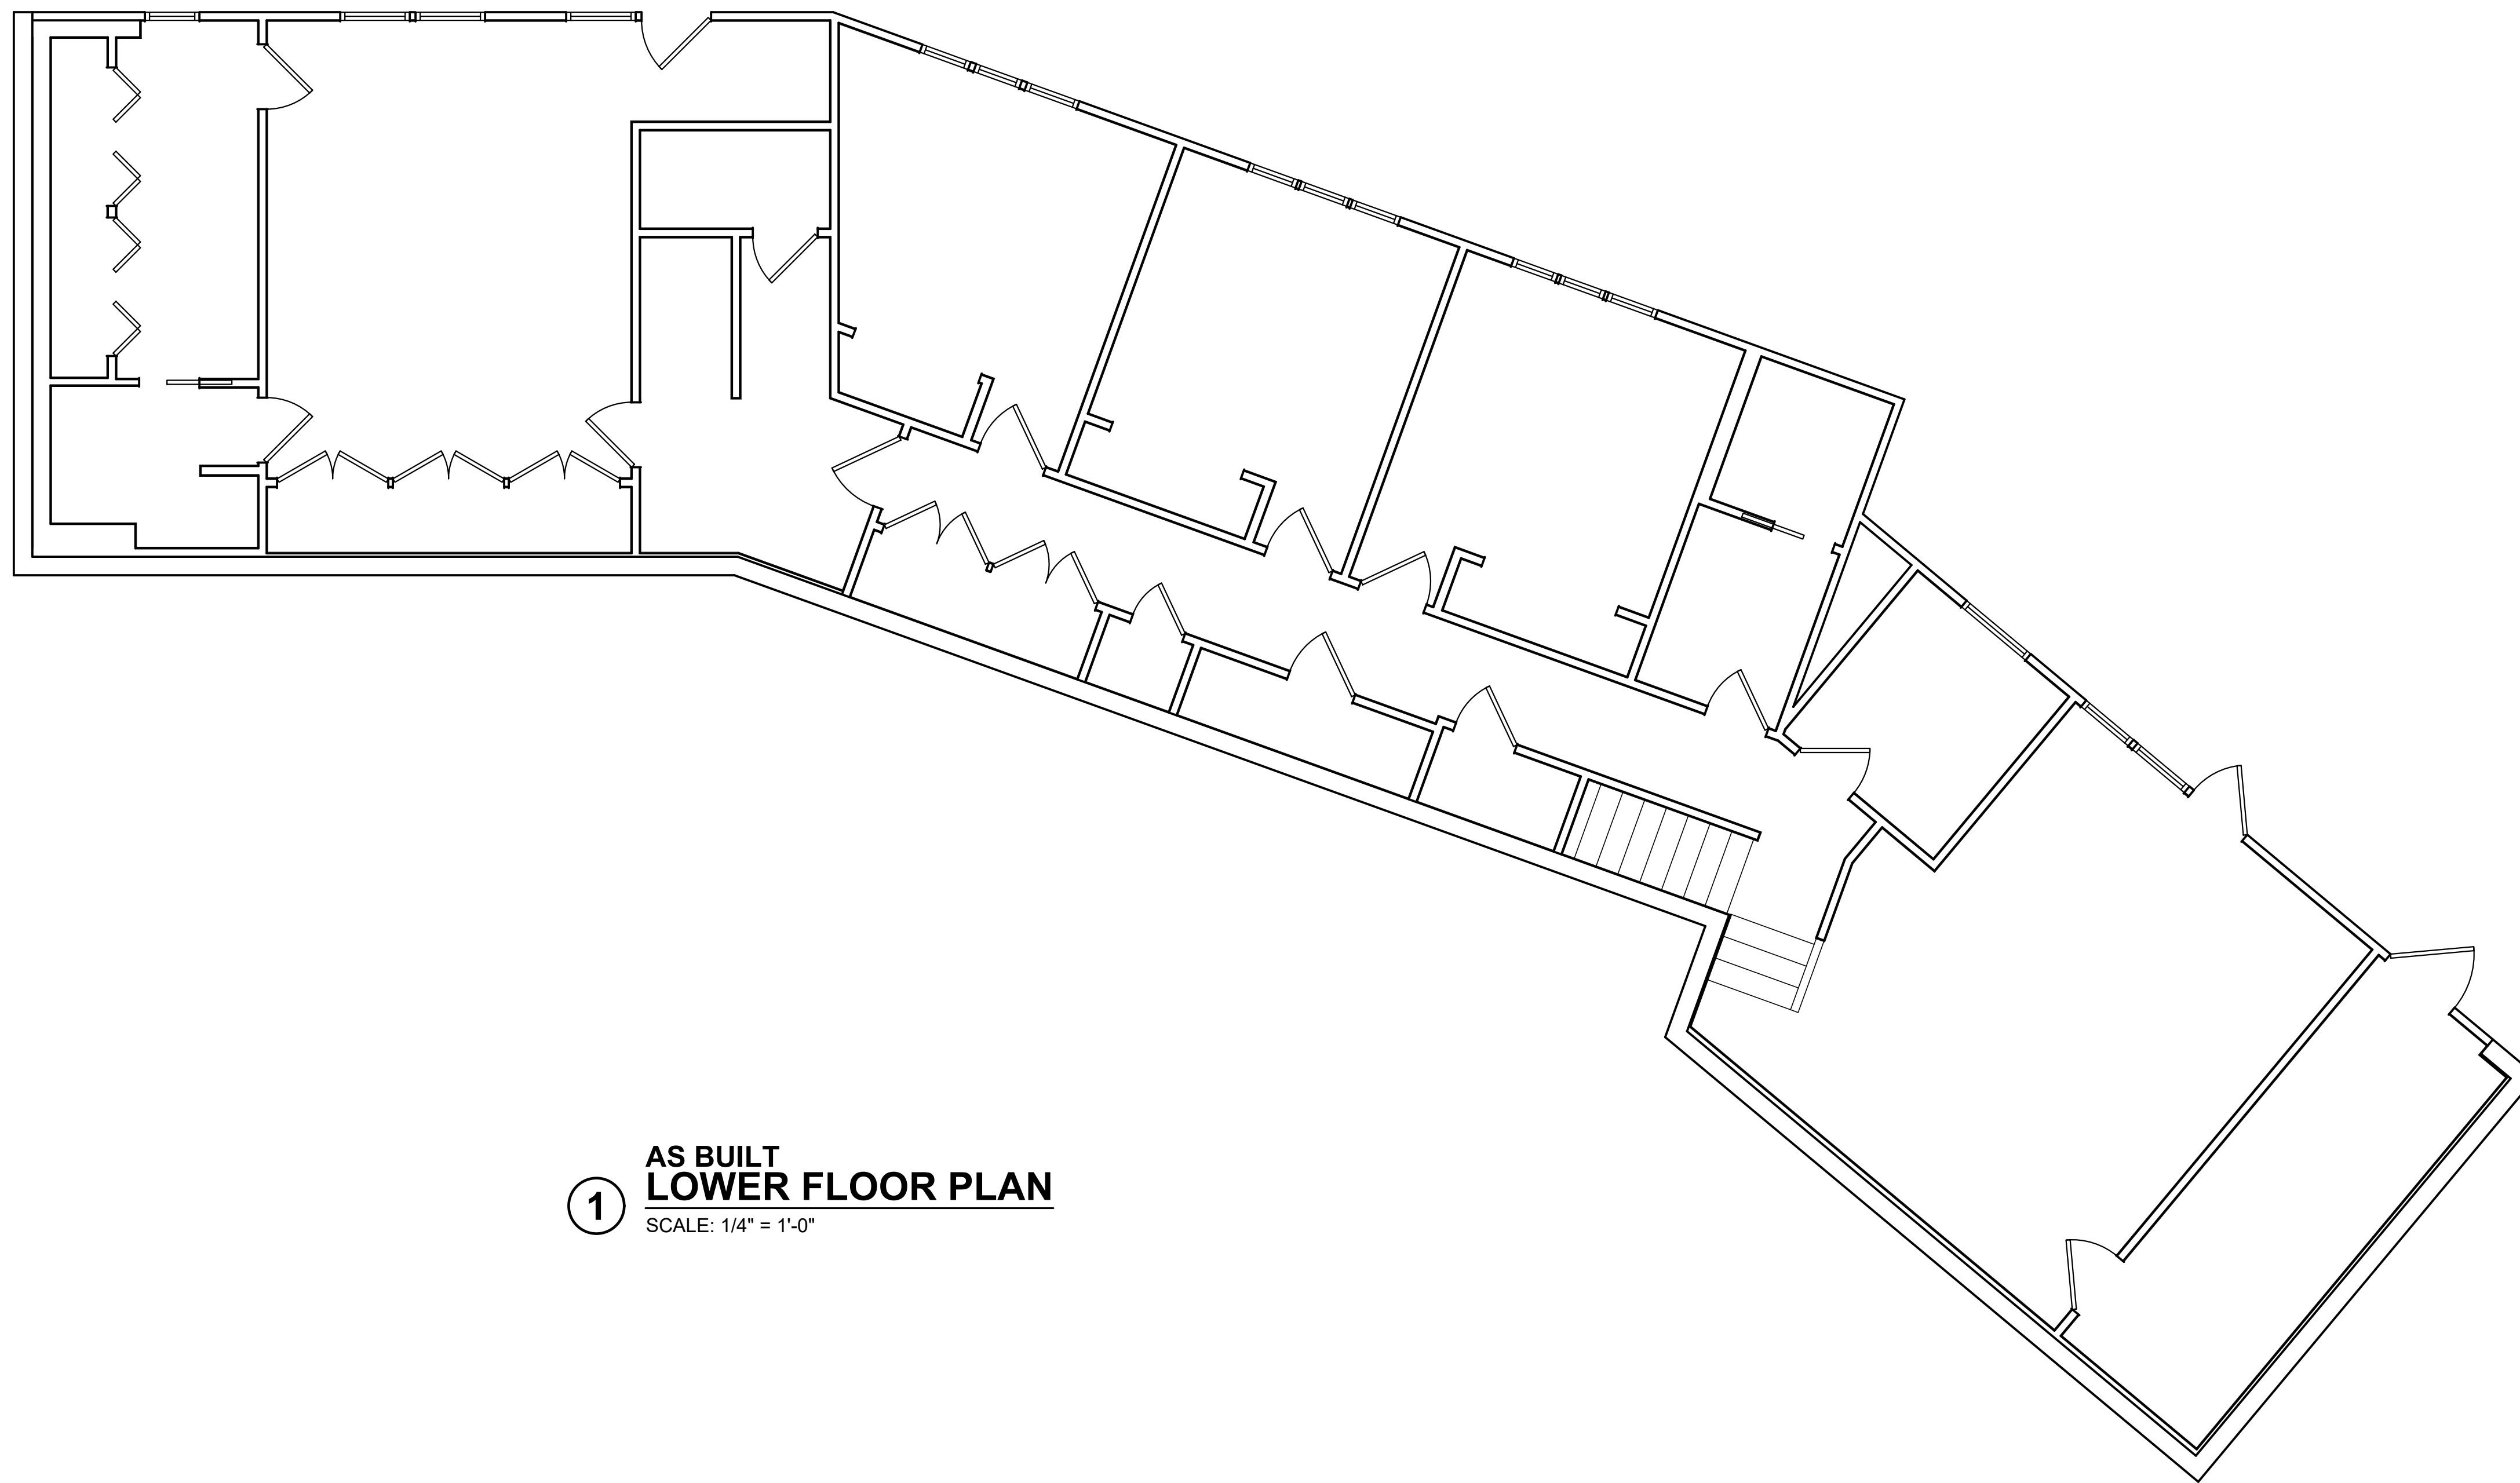 AS BUILT
1 LOWER FLOOR PLAN
SCALE: 1/4" = 1'-0"